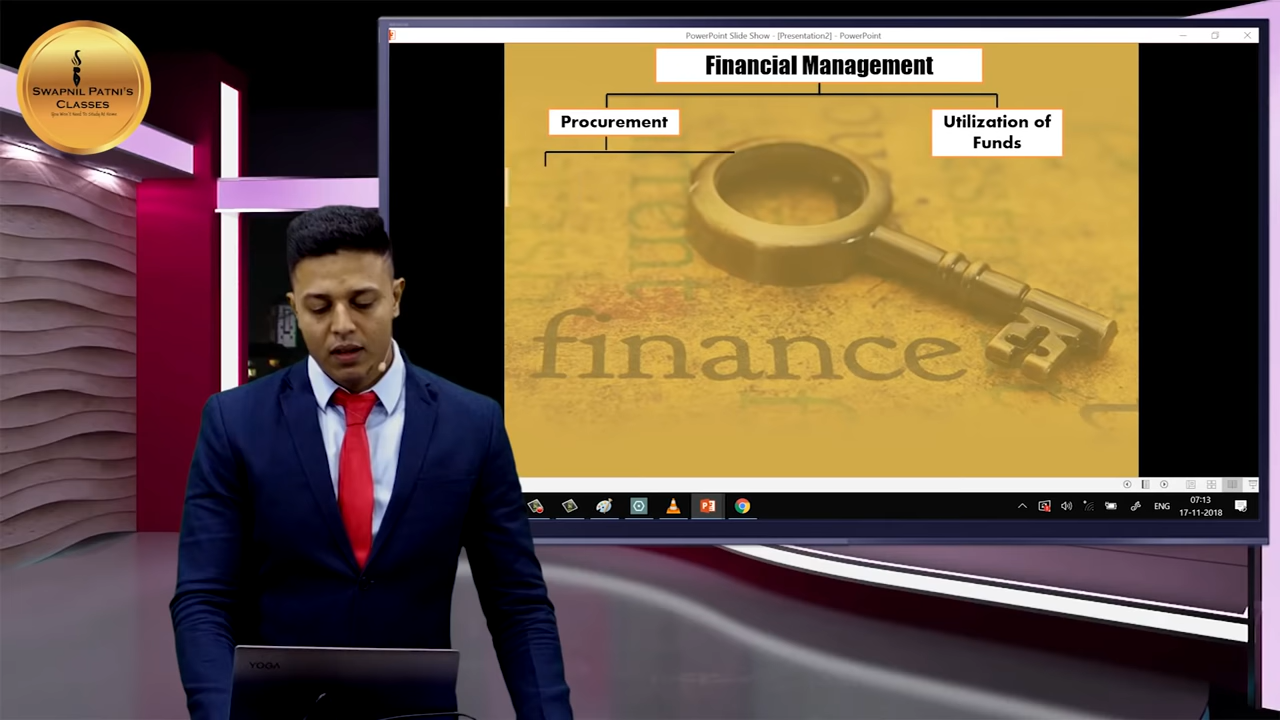 SWAPNIL PATNI'S
CLASSES
PowerPoint Slide Show - [Presentation2] - PowerPoint
Financial Management
Procurement
Utilization of
Funds
finance
ENG
07:13
17-11-2018
YOGA